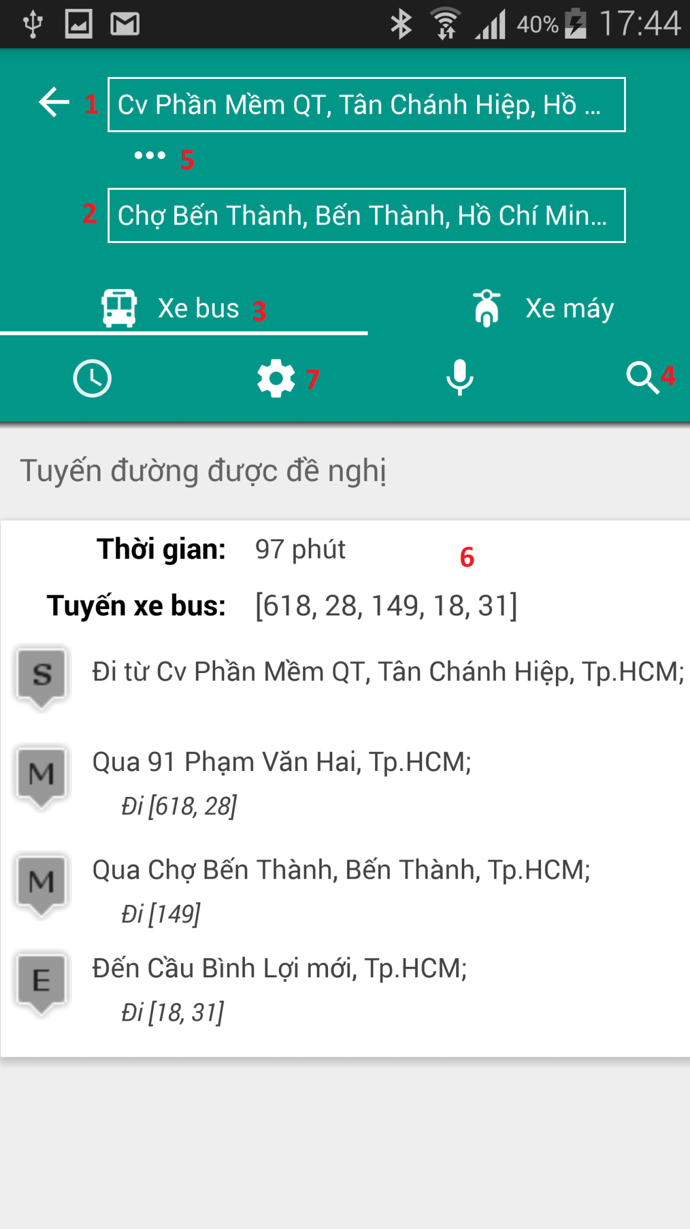 40% 17:44
1 Cv Phần Mềm QT, Tân Chánh Hiệp, Hồ ...
... 5
2 Chợ Bến Thành, Bến Thành, Hồ Chí Min...
Xe bus 3 Xe máy
7 4
Tuyến đường được đề nghị
Thời gian: 97 phút 6
Tuyến xe bus: [618, 28, 149, 18, 31]
S Đi từ Cv Phần Mềm QT, Tân Chánh Hiệp, Tp.HCM;
M Qua 91 Phạm Văn Hai, Tp.HCM;
Đi [618, 28]
M Qua Chợ Bến Thành, Bến Thành, Tp.HCM;
Đi [149]
E Đến Cầu Bình Lợi mới, Tp.HCM;
Đi [18, 31]